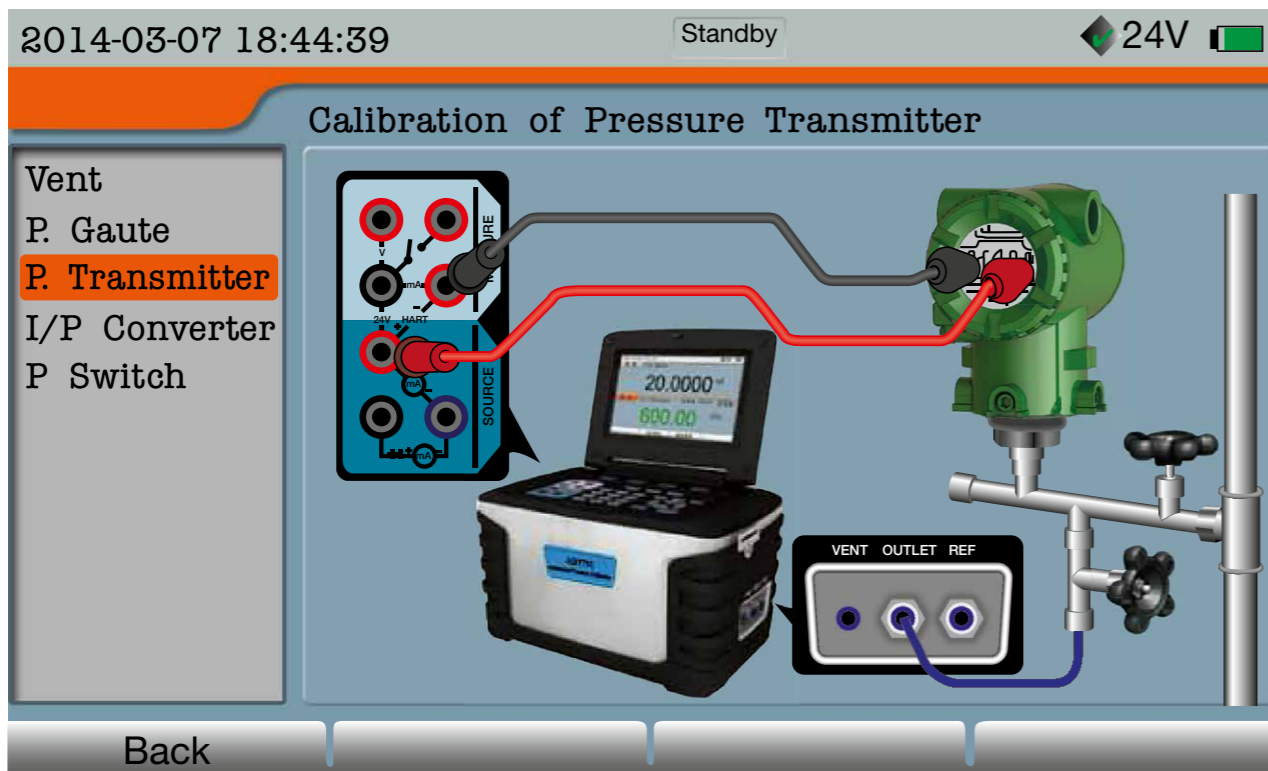 2014-03-07 18:44:39
Standby
24V
Calibration of Pressure Transmitter
Vent
P. Gaute
P. Transmitter
I/P Converter
P Switch
V
mA
24V HART
mA
SOURCE
mA
20.0000
600.00
VENT OUTLET REF
Back